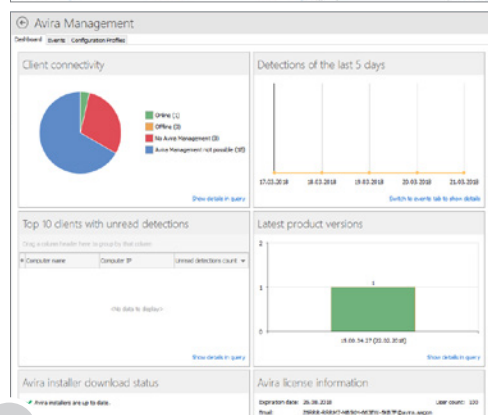 Avira Management
Dashboard Events Configuration Profiles
Client connectivity
Online (1)
Offline (0)
No Avira Management
Avira Management not possible
Show details in query
Detections of the last 5 days
17.03.2018 18.03.2018 19.03.2018 20.03.2018 21.03.2018
Switch to events tab to show details
Top 10 clients with unread detections
Drag a column header here to group by that column
Computer name Computer IP Unread detections count
<No data to display>
Show details in query
Latest product versions
2
1
1
0
Show details in query
Avira installer download status
Avira installers are up to date.
Avira license information
Expiration date: 26.08.2018 User count: 100
Email: